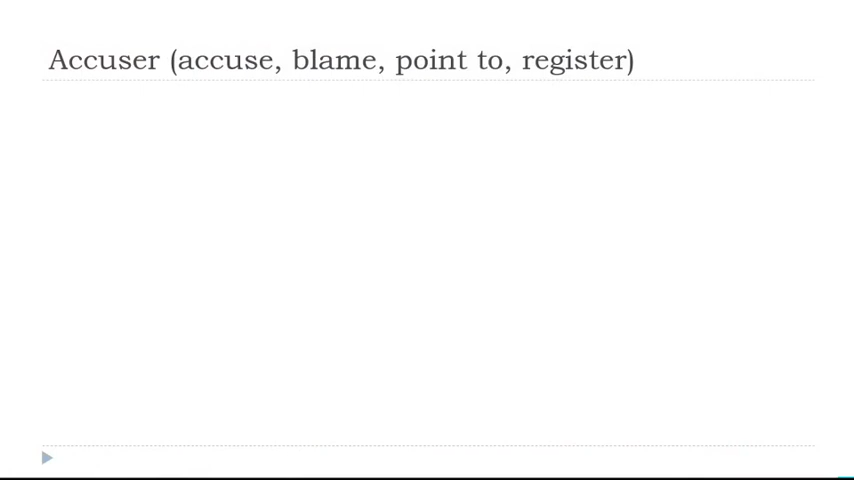 Accuser (accuse, blame, point to, register)